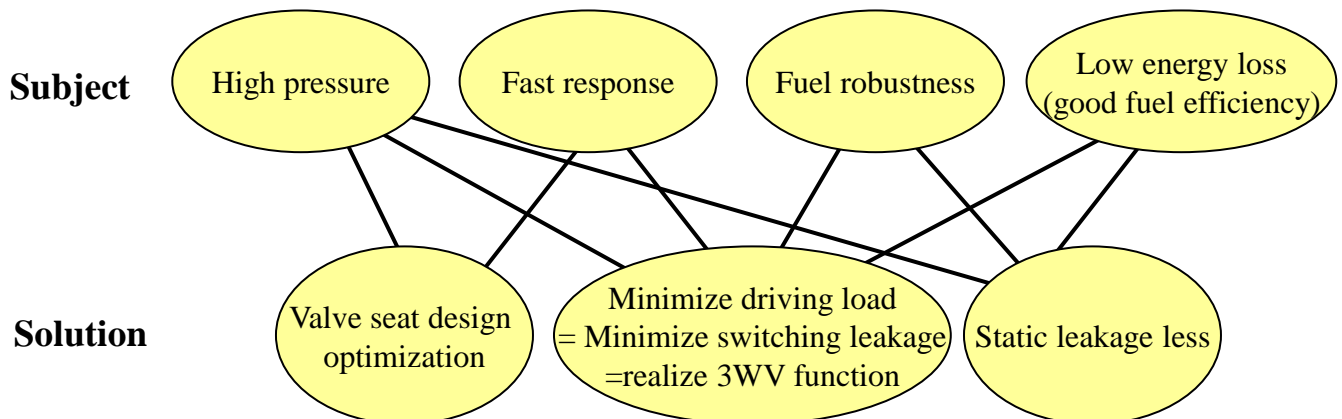 Subject
High pressure
Fast response
Fuel robustness
Low energy loss
(good fuel efficiency)
Solution
Valve seat design
optimization
Minimize driving load
= Minimize switching leakage
=realize 3WV function
Static leakage less